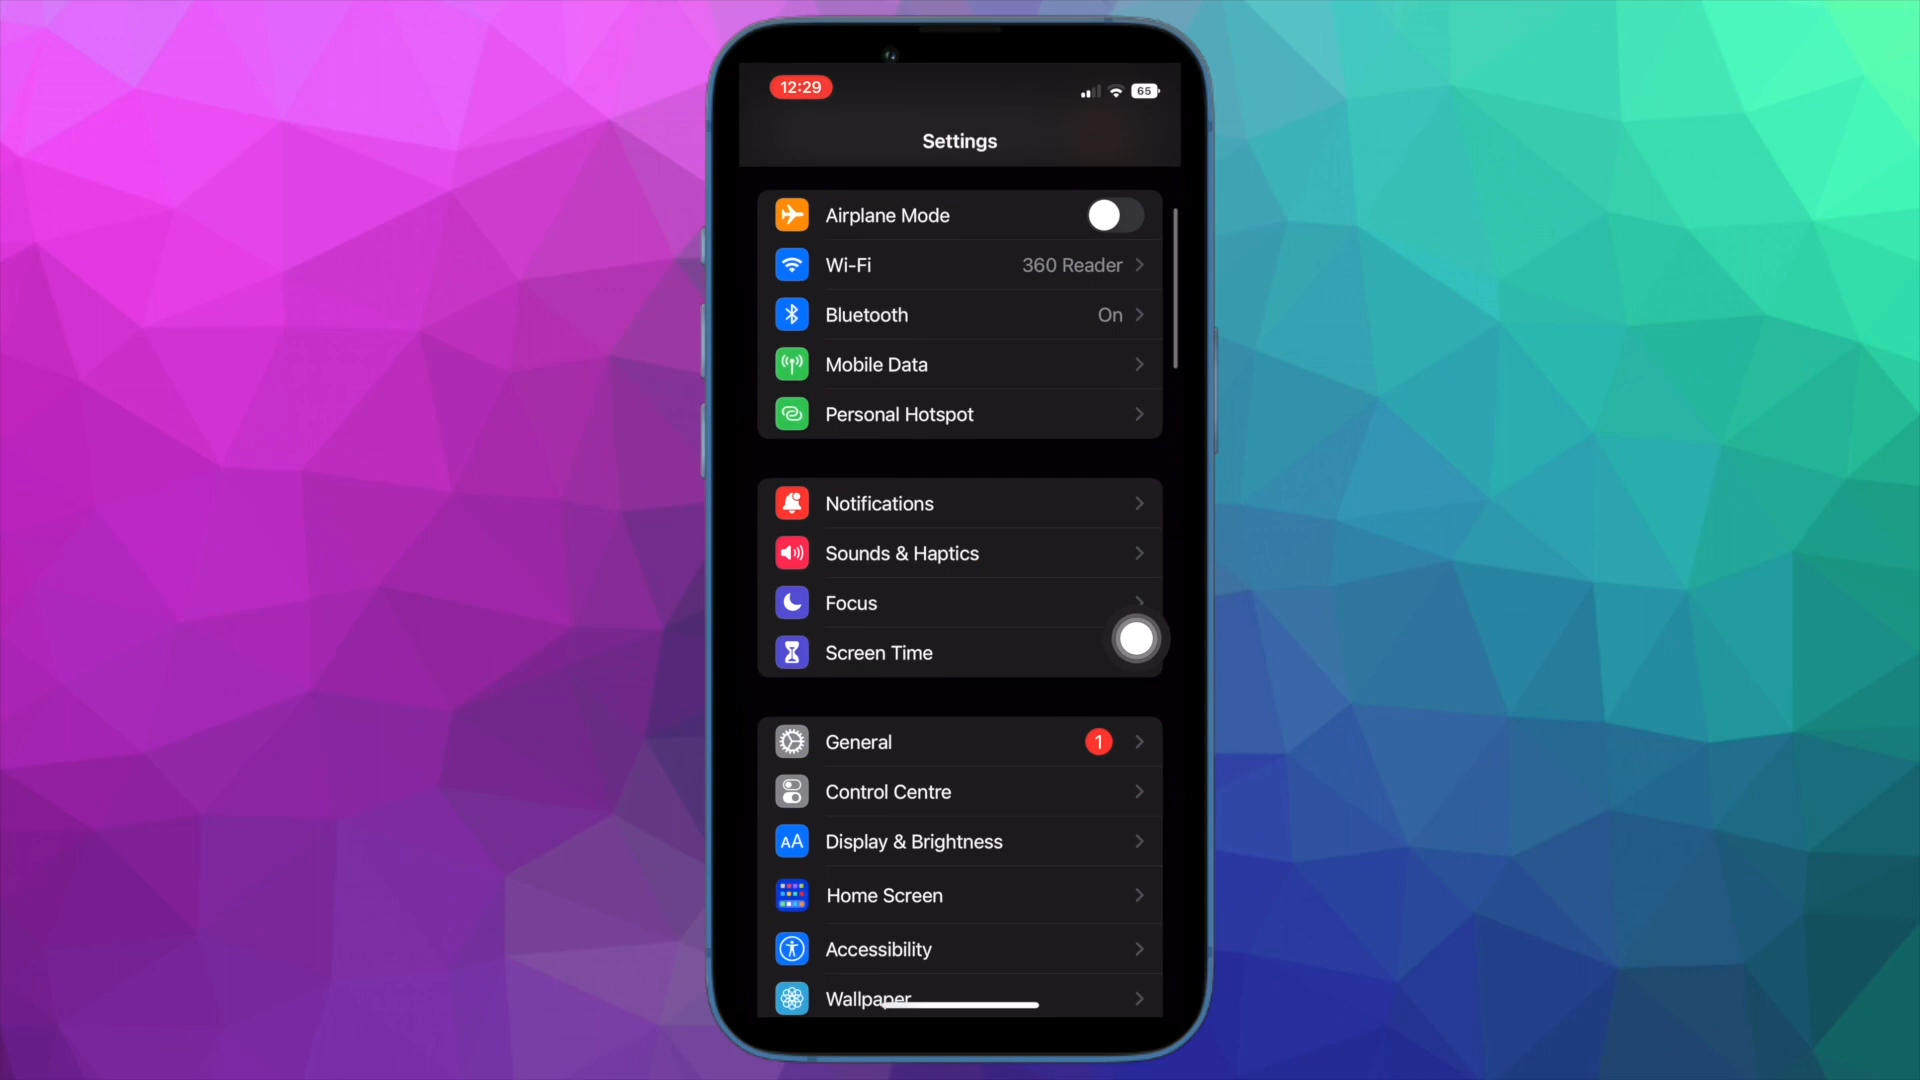 12:29
65
Settings
Airplane Mode
Wi-Fi 360 Reader
Bluetooth On
Mobile Data
Personal Hotspot
Notifications
Sounds & Haptics
Focus
Screen Time
General 1
Control Centre
AA Display & Brightness
Home Screen
Accessibility
Wallpaper